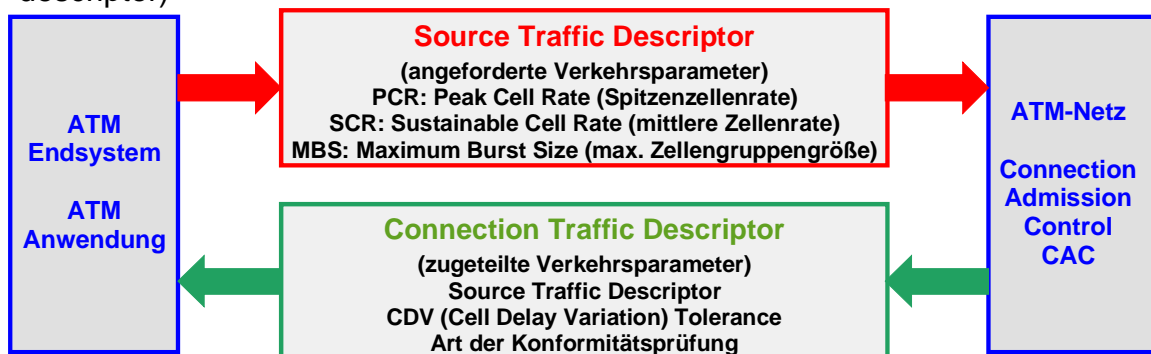 descriptor)
Source Traffic Descriptor
(angeforderte Verkehrsparameter)
PCR: Peak Cell Rate (Spitzenzellenrate)
SCR: Sustainable Cell Rate (mittlere Zellenrate)
MBS: Maximum Burst Size (max. Zellengruppengröße)
ATM
Endsystem
ATM
Anwendung
ATM-Netz
Connection
Admission
Control
CAC
Connection Traffic Descriptor
(zugeteilte Verkehrsparameter)
Source Traffic Descriptor
CDV (Cell Delay Variation) Tolerance
Art der Konformitätsprüfung